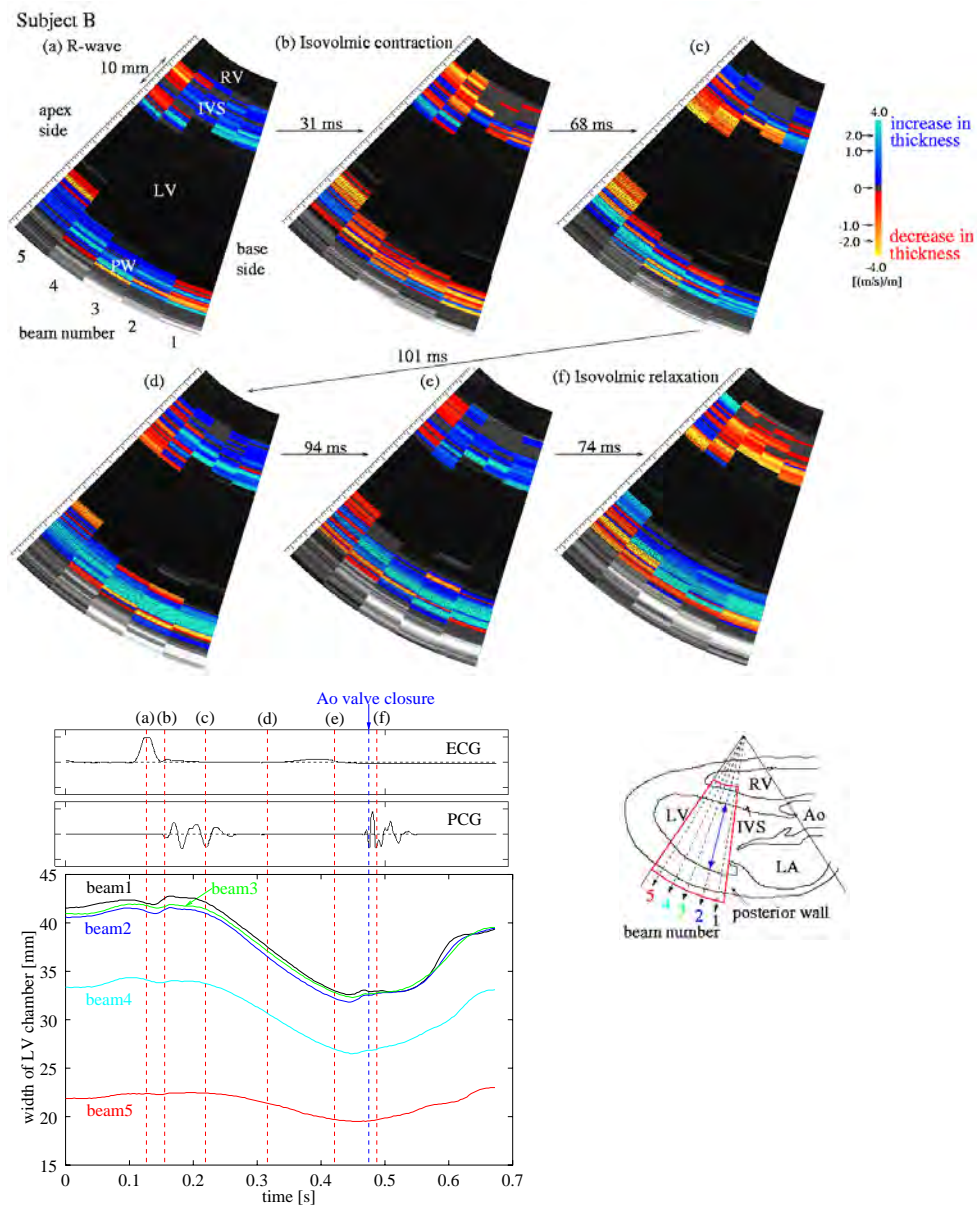 Subject B
(a) R-wave
(b) Isovolmic contraction
(c)
10 mm
RV
IVS
apex
side
31 ms
68 ms
LV
4.0
2.0
1.0
0
-1.0
-2.0
-4.0
[(m/s)/m]
increase in
thickness
decrease in
thickness
base
side
PW
5
4
3
2
1
beam number
101 ms
(d)
(e)
(f) Isovolmic relaxation
94 ms
74 ms
Ao valve closure
(a) (b) (c) (d) (e) (f)
ECG
PCG
45
40
35
30
25
20
15
width of LV chamber [mm]
beam1
beam3
beam2
beam4
beam5
0 0.1 0.2 0.3 0.4 0.5 0.6 0.7
time [s]
RV
LV
IVS
Ao
LA
5 4 3 2 1
posterior wall
beam number